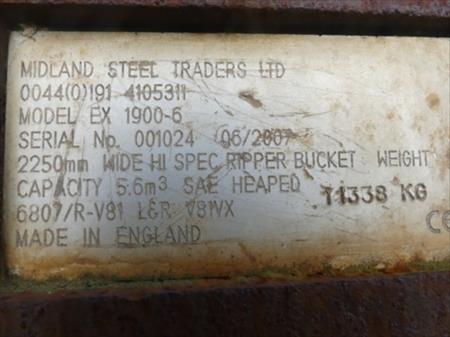 MIDLAND STEEL TRADERS LTD
0044(0)191 4105311
MODEL EX 1900-6
SERIAL No. 001024 06/2007
2250mm WIDE HI SPEC RIPPER BUCKET WEIGHT
CAPACITY 5.6m³ SAE HEAPED 11338 KG
6807/R-V81 L&R V81VX CE
MADE IN ENGLAND